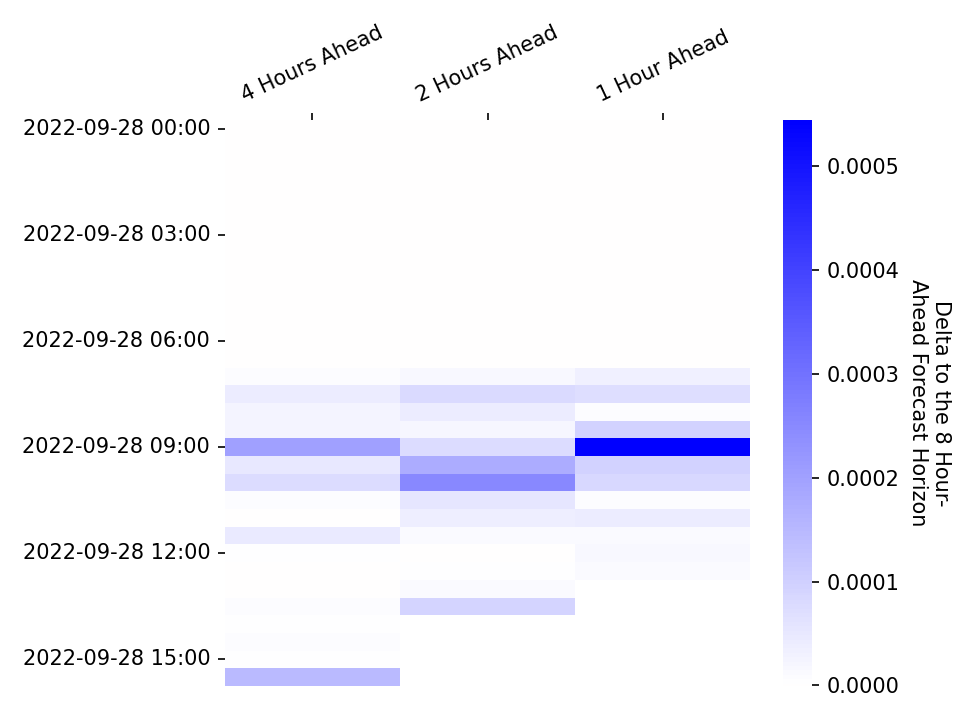 4 Hours Ahead
2 Hours Ahead
1 Hour Ahead
2022-09-28 00:00
2022-09-28 03:00
2022-09-28 06:00
2022-09-28 09:00
2022-09-28 12:00
2022-09-28 15:00
0.0005
0.0004
0.0003
0.0002
0.0001
0.0000
Delta to the 8 Hour-
Ahead Forecast Horizon